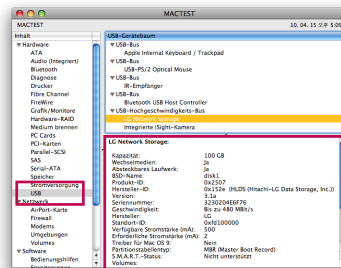 MACTEST
MACTEST
10. 04. 15 오후 5:09
Inhalt
▼Hardware
ATA
Audio (Integriert)
Bluetooth
Diagnose
Drucker
Fibre Channel
FireWire
Grafik/Monitore
Hardware-RAID
Medium brennen
PC Cards
PCI-Karten
Parallel-SCSI
SAS
Serial-ATA
Speicher
Stromversorgung
USB
▼Netzwerk
AirPort-Karte
Firewall
Modems
Umgebungen
Volumes
▼Software
Bedienungshilfen
USB-Gerätebaum
▼USB-Bus
Apple Internal Keyboard / Trackpad
▼USB-Bus
USB-PS/2 Optical Mouse
▼USB-Bus
IR-Empfänger
▼USB-Bus
Bluetooth USB Host Controller
▼USB-Hochgeschwindigkeits-Bus
LG Network Storage
Integrierte iSight-Kamera
LG Network Storage:
Kapazität: 100 GB
Wechselmedien: Ja
Absteckbares Laufwerk: Ja
BSD-Name: disk1
Produkt-ID: 0x2507
Hersteller-ID: 0x152e (HLDS (Hitachi-LG Data Storage, Inc.))
Version: 3.1a
Seriennummer: 3230204E6F76
Geschwindigkeit: Bis zu 480 MBit/s
Hersteller: LG
Standort-ID: 0xfd100000
Verfügbare Stromstärke (mA): 500
Erforderliche Stromstärke (mA): 2
Treiber für MAC OS 9: Nein
Partitionstabellentyp: MBR (Master Boot Record)
S.M.A.R.T.-Status: Nicht unterstützt
Volumes: